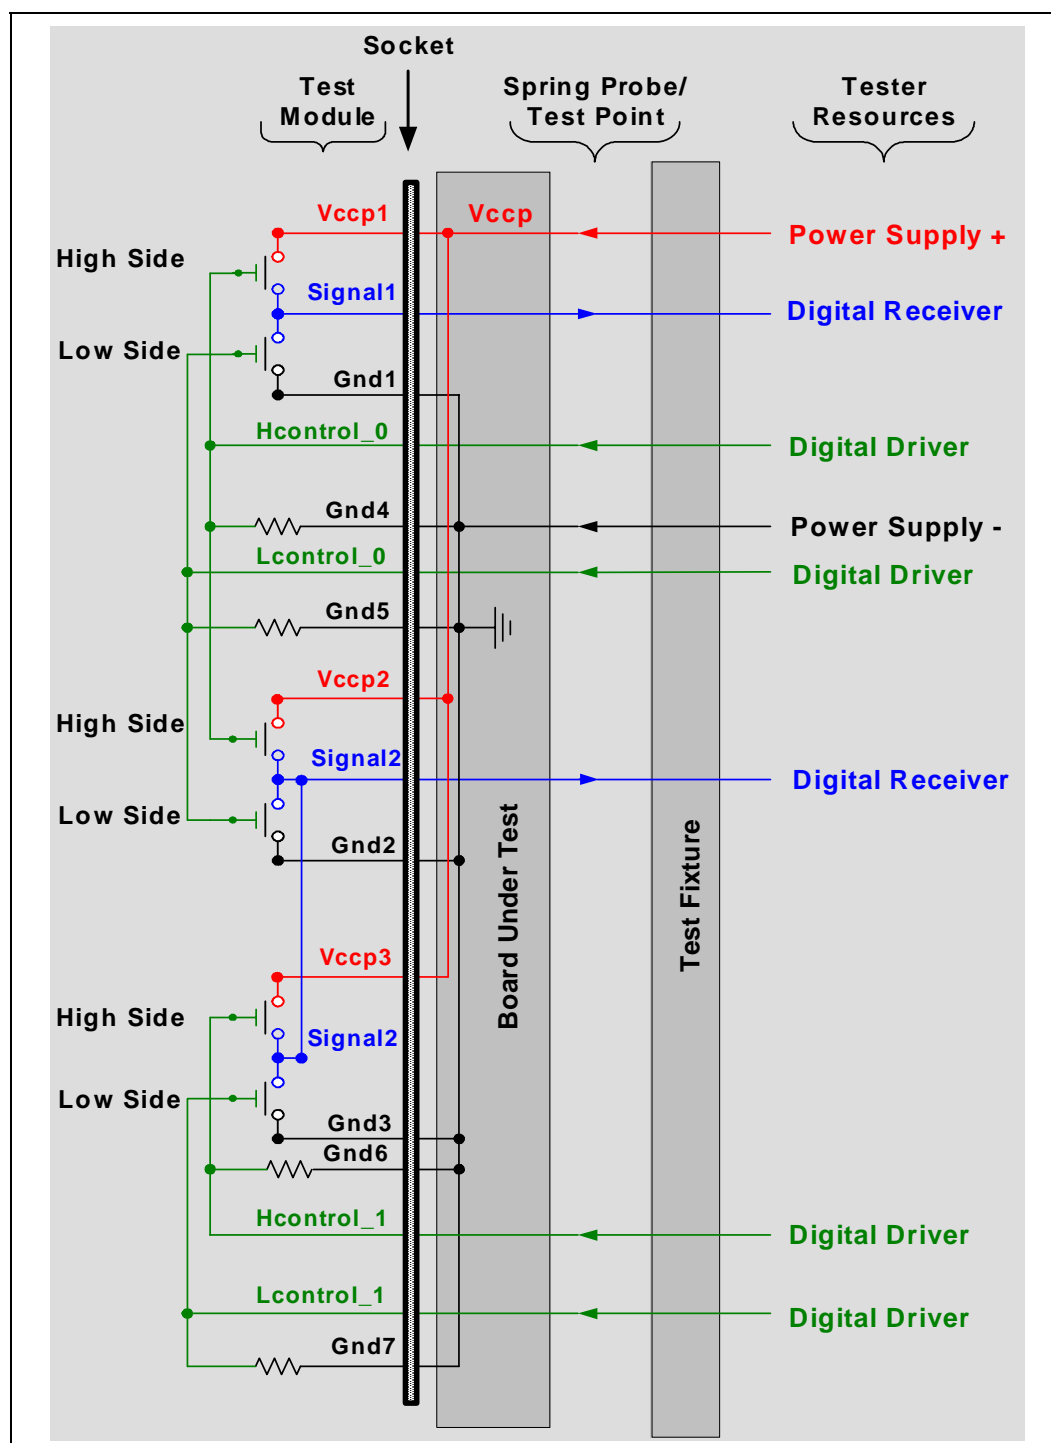 Socket
Test
Module
Spring Probe/
Test Point
Tester
Resources
Vccp1
Vccp
Power Supply +
High Side
Signal1
Digital Receiver
Low Side
Gnd1
Hcontrol_0
Digital Driver
Gnd4
Power Supply -
Lcontrol_0
Digital Driver
Gnd5
Vccp2
High Side
Signal2
Digital Receiver
Low Side
Gnd2
Board Under Test
Test Fixture
Vccp3
High Side
Signal2
Low Side
Gnd3
Gnd6
Hcontrol_1
Digital Driver
Lcontrol_1
Digital Driver
Gnd7